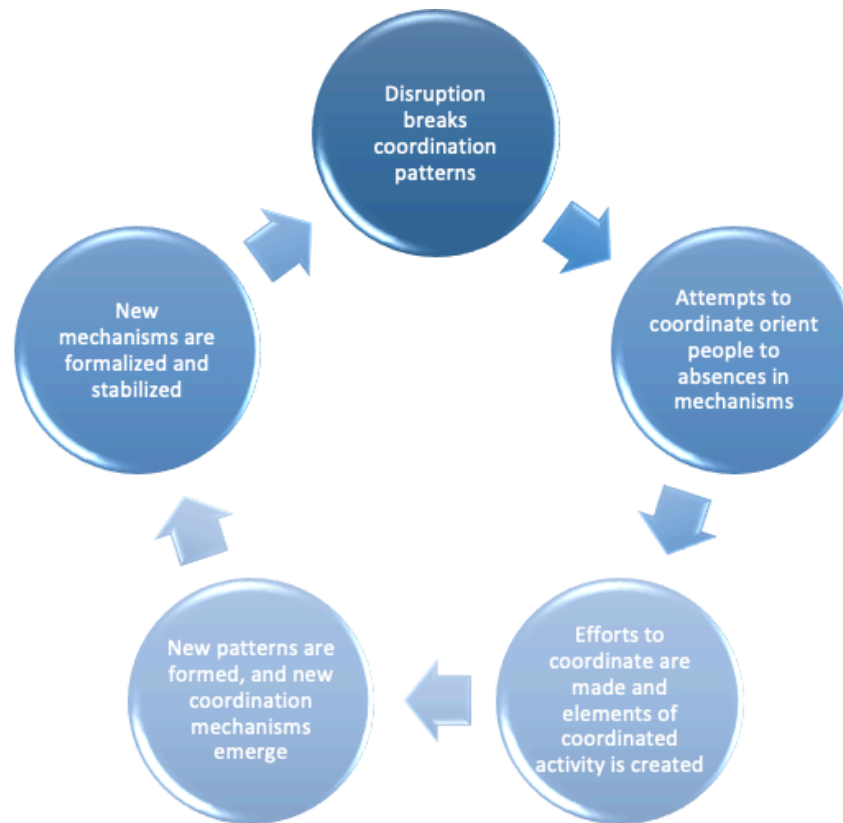 Disruption
breaks
coordination
patterns
Attempts to
coordinate orient
people to
absences in
mechanisms
Efforts to
coordinate are
made and
elements of
coordinated
activity is created
New patterns are
formed, and new
coordination
mechanisms
emerge
New
mechanisms are
formalized and
stabilized